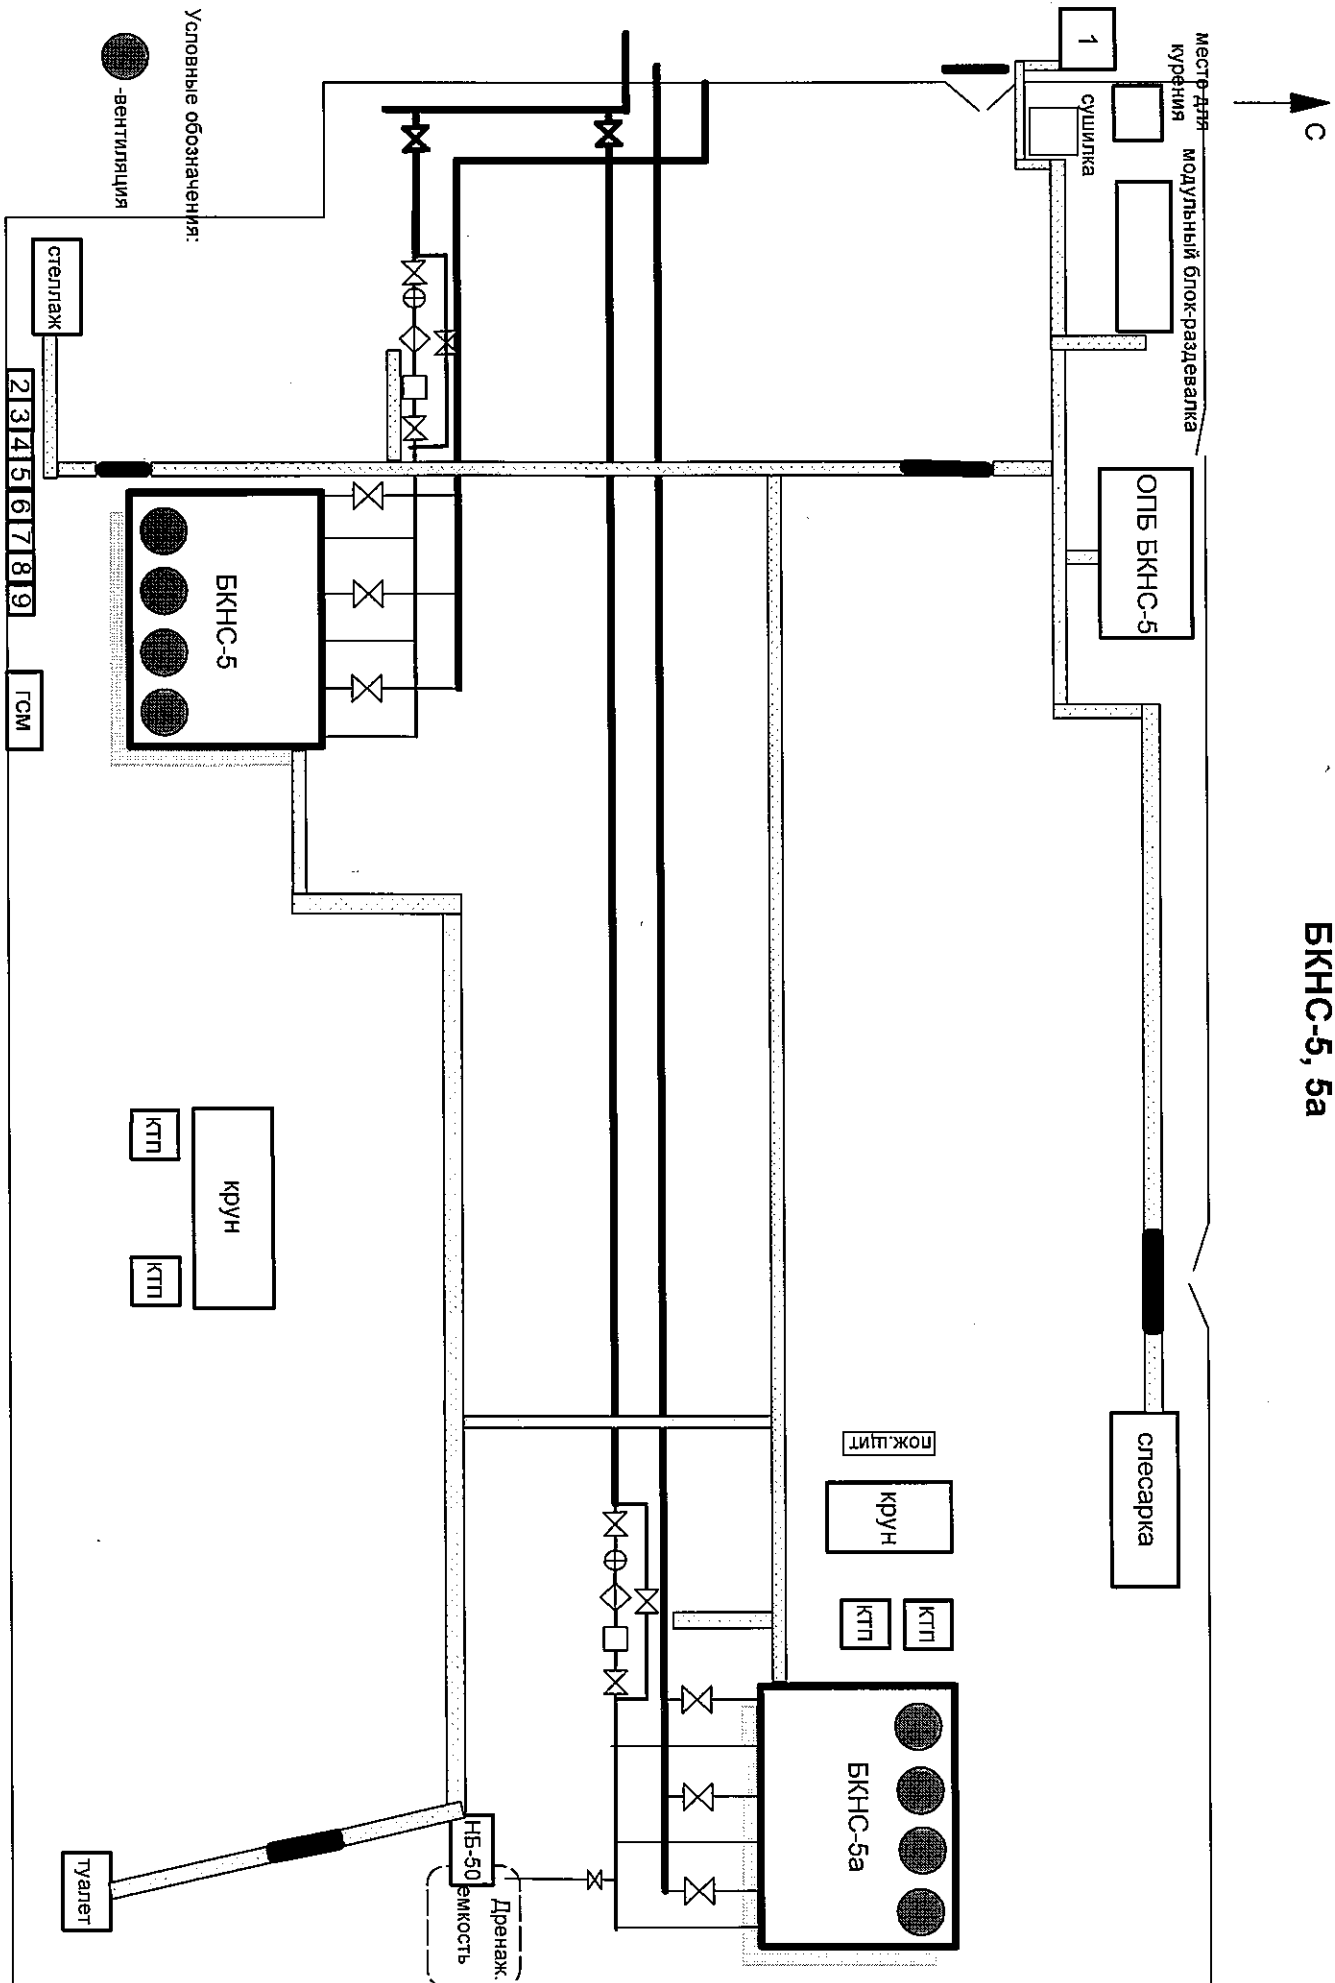 БКНС-5, 5а
С
место для
курения
модульный блок-раздевалка
1
сушилка
ОПБ БКНС-5
слесарка
пож.щит
крун
ктп
ктп
БКНС-5а
БКНС-5
НБ-50
Дренаж.
емкость
крун
ктп
ктп
туалет
стеллаж
2 3 4 5 6 7 8 9
гсм
Условные обозначения:
-вентиляция